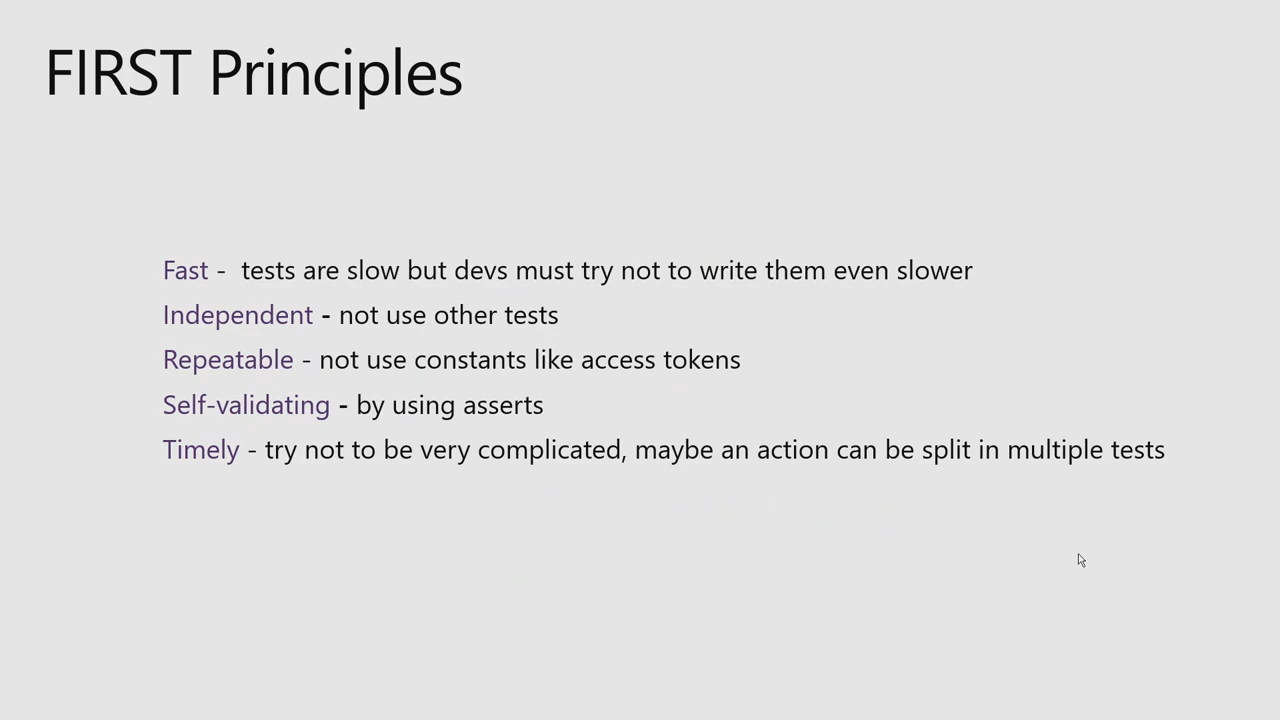 FIRST Principles
Fast -  tests are slow but devs must try not to write them even slower
Independent - not use other tests
Repeatable - not use constants like access tokens
Self-validating - by using asserts
Timely - try not to be very complicated, maybe an action can be split in multiple tests